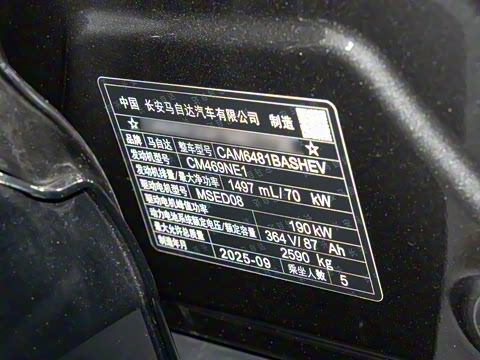 中国 长安马自达汽车有限公司 制造
☆ ☆
品牌 马自达 整车型号 CAM6481BASHEV
发动机型号 CM469NE1
发动机排量/最大净功率 1497 mL/70 kW
驱动电机型号 MSED08
驱动电机峰值功率 190 kW
动力电池系统额定电压/额定容量 364 V/87 Ah
最大允许总质量 2590 kg
制造年月 2025-09 乘坐人数 5